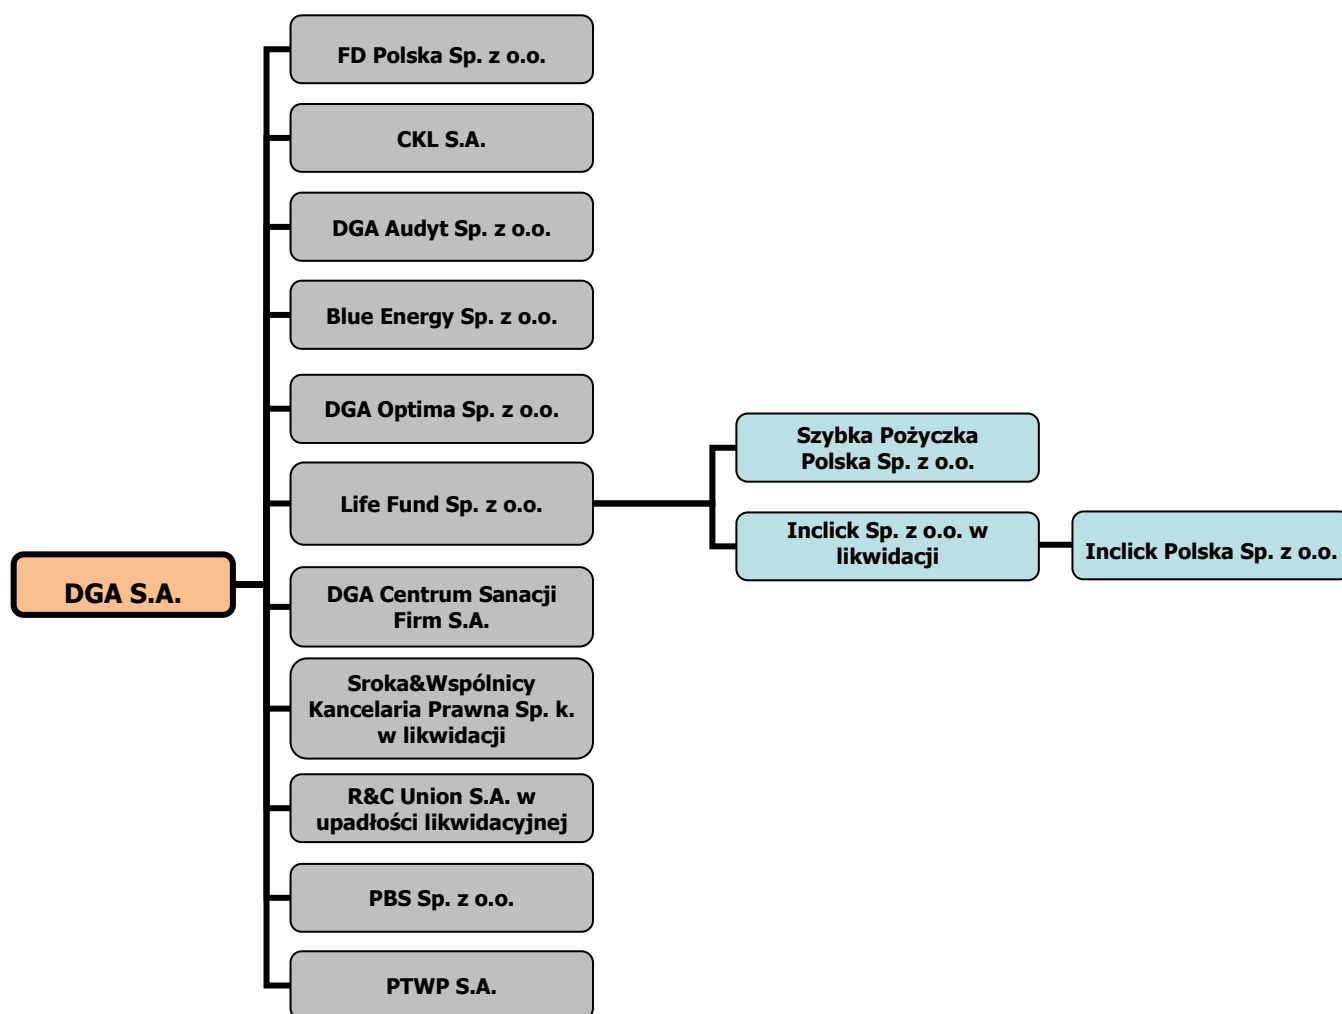 FD Polska Sp. z o.o.
CKL S.A.
DGA Audyt Sp. z o.o.
Blue Energy Sp. z o.o.
DGA Optima Sp. z o.o.
Szybka Pożyczka
Polska Sp. z o.o.
Life Fund Sp. z o.o.
Inclick Sp. z o.o. w
likwidacji
Inclick Polska Sp. z o.o.
DGA S.A.
DGA Centrum Sanacji
Firm S.A.
Sroka&Wspólnicy
Kancelaria Prawna Sp. k.
w likwidacji
R&C Union S.A. w
upadłości likwidacyjnej
PBS Sp. z o.o.
PTWP S.A.